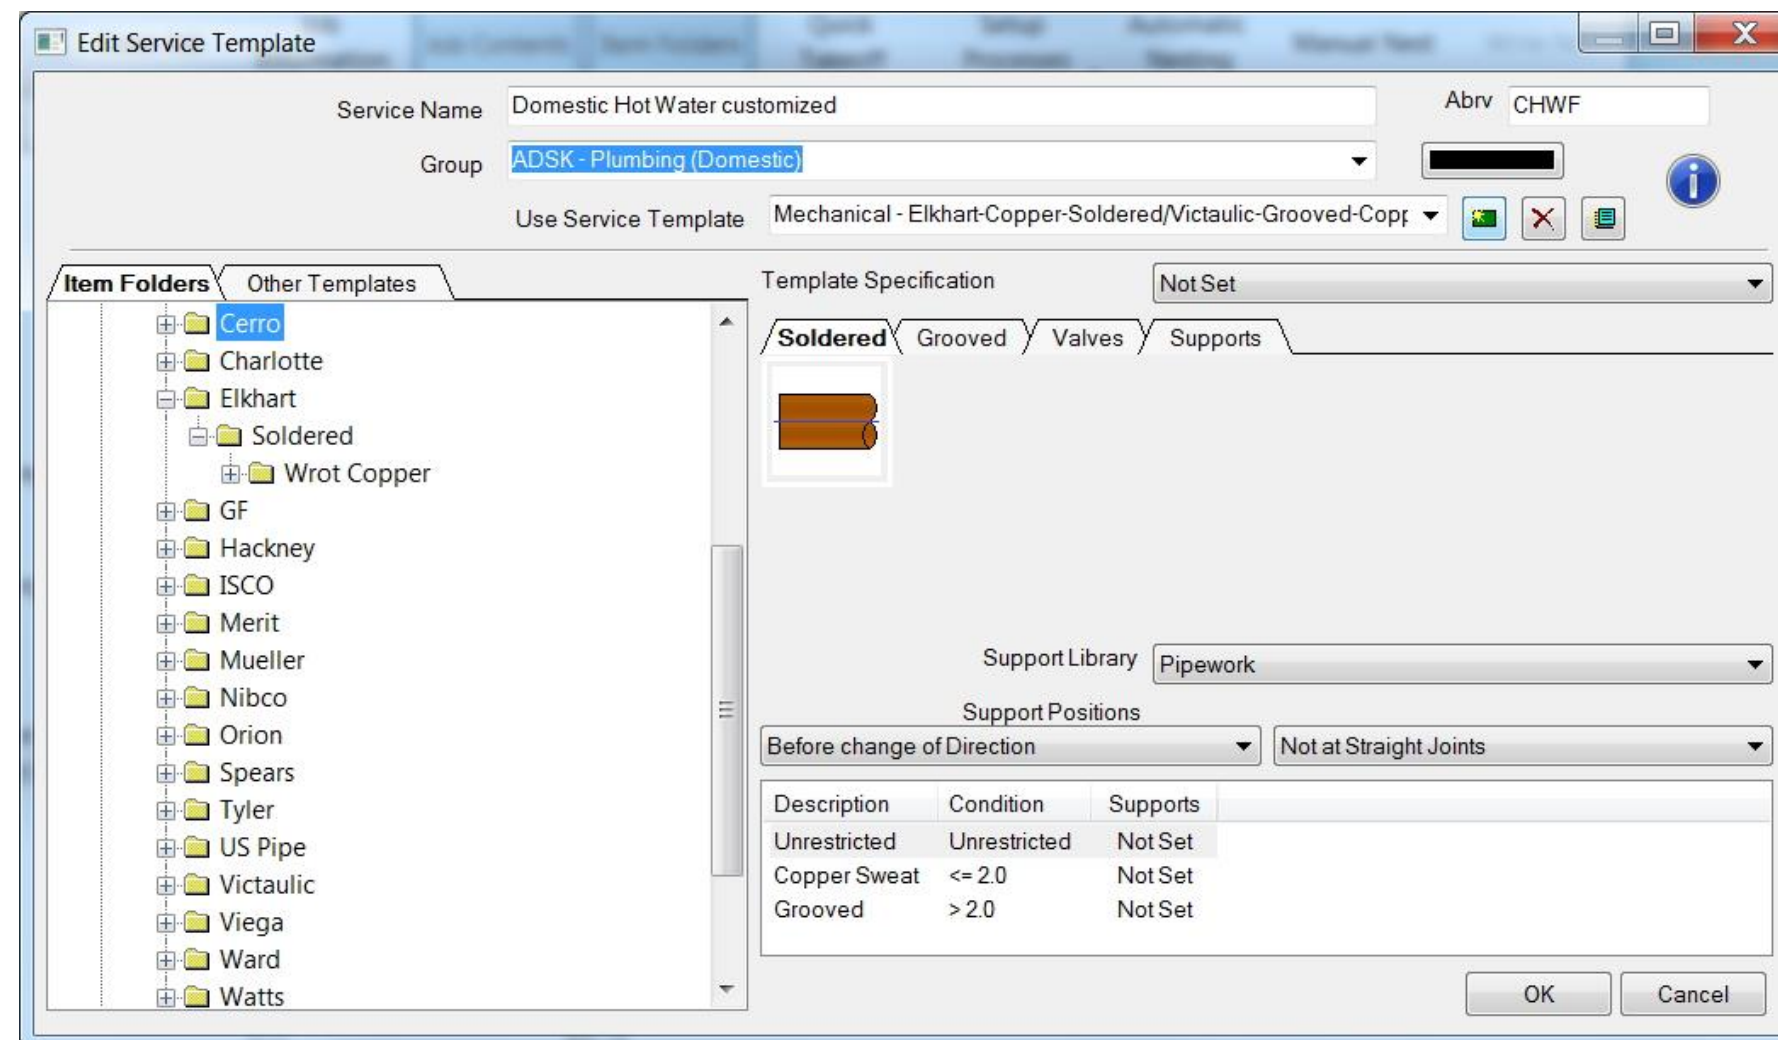 Edit Service Template
Service Name Domestic Hot Water customized Abrv CHWF
Group ADSK - Plumbing (Domestic)
Use Service Template Mechanical - Elkhart-Copper-Soldered/Victaulic-Grooved-Copp
Item Folders Other Templates
Cerro
Charlotte
Elkhart
Soldered
Wrot Copper
GF
Hackney
ISCO
Merit
Mueller
Nibco
Orion
Spears
Tyler
US Pipe
Victaulic
Viega
Ward
Watts
Template Specification Not Set
Soldered Grooved Valves Supports
Support Library Pipework
Support Positions
Before change of Direction Not at Straight Joints
Description Condition Supports
Unrestricted Unrestricted Not Set
Copper Sweat <= 2.0 Not Set
Grooved > 2.0 Not Set
OK Cancel